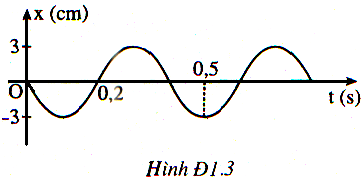 x (cm)
3
O
0,2
0,5
t (s)
-3
Hình Đ1.3